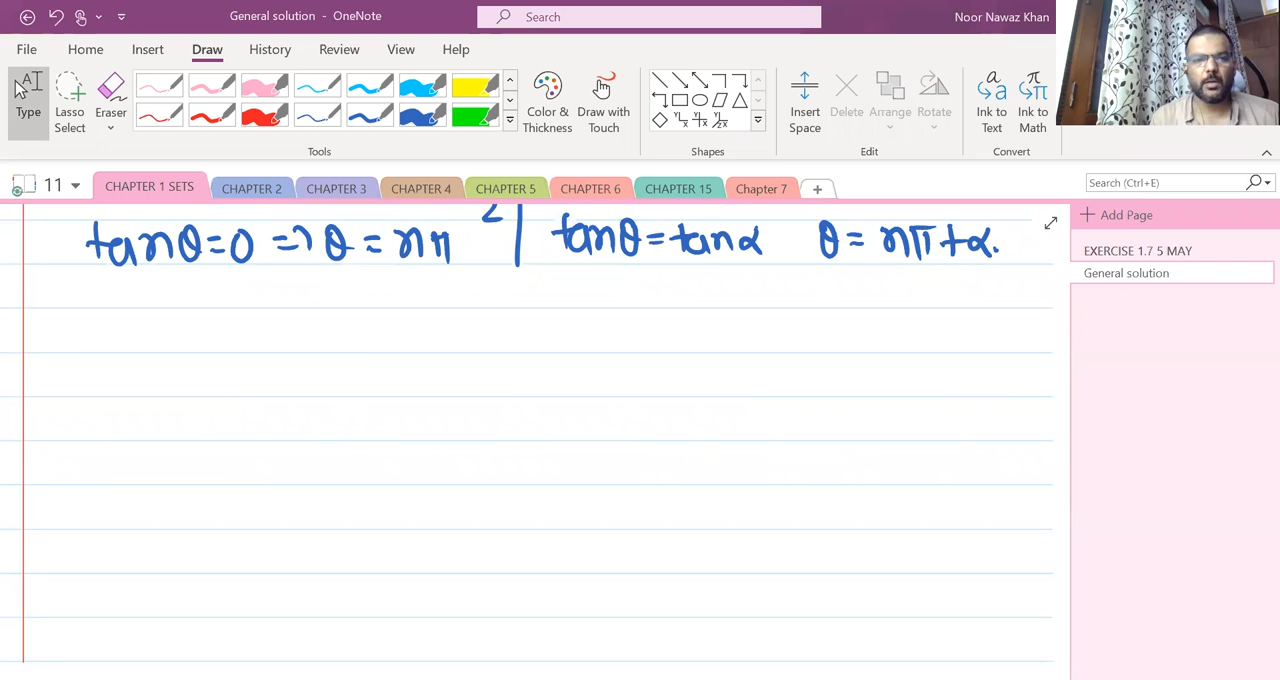 General solution - OneNote
Search
Noor Nawaz Khan
File Home Insert Draw History Review View Help
Type
Lasso Select
Eraser
Color & Thickness
Draw with Touch
Insert Space
Delete
Arrange
Rotate
Ink to Text
Ink to Math
Tools Shapes Edit Convert
11
CHAPTER 1 SETS CHAPTER 2 CHAPTER 3 CHAPTER 4 CHAPTER 5 CHAPTER 6 CHAPTER 15 Chapter 7
Search (Ctrl+E)
Add Page
EXERCISE 1.7 5 MAY
General solution
tanθ=0 => θ = nπ | tanθ = tanα θ = nπ+α.